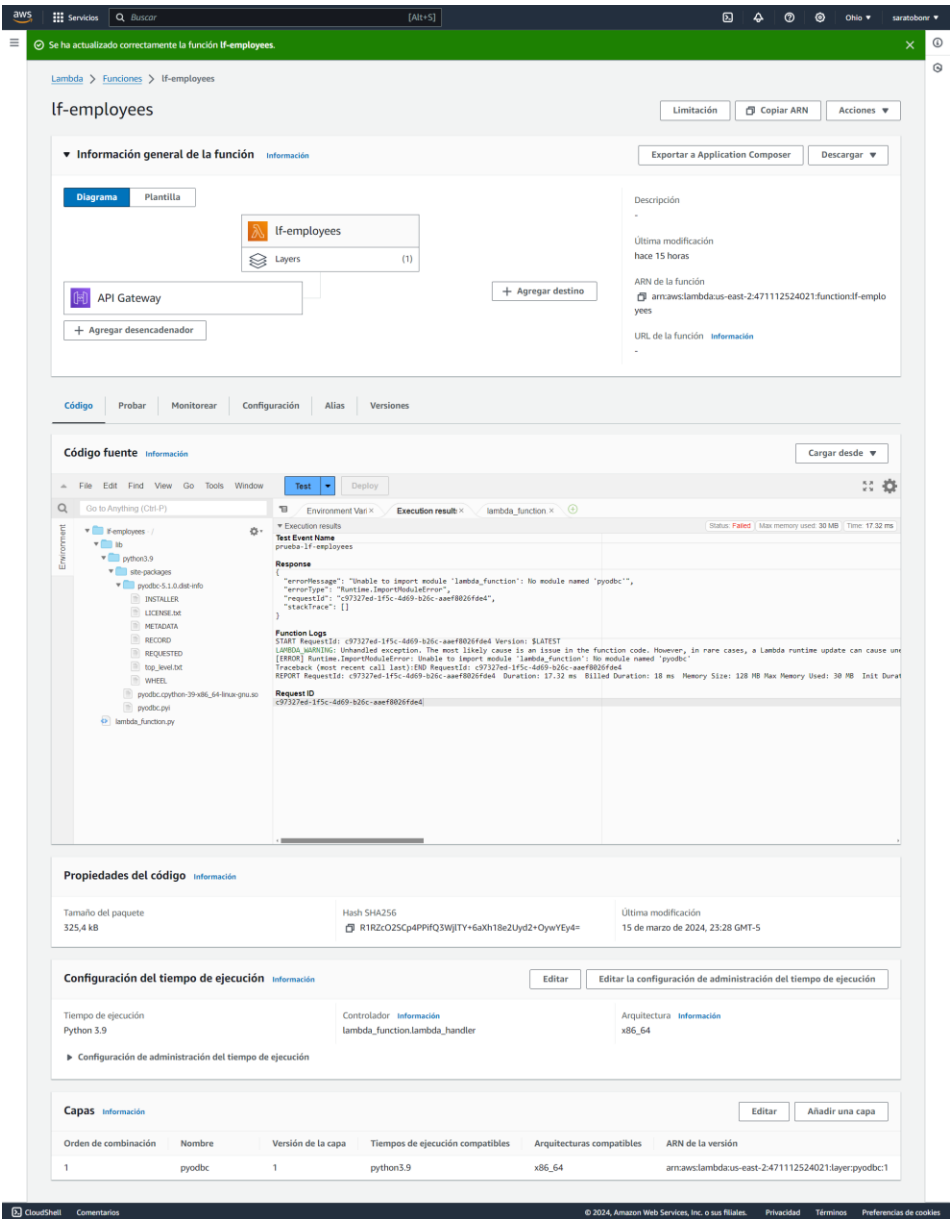 aws Servicios Buscar [Alt+S] Ohio ▼ saratobonr ▼
Se ha actualizado correctamente la función lf-employees.
Lambda > Funciones > lf-employees
lf-employees
Limitación Copiar ARN Acciones ▼
▼ Información general de la función Información
Exportar a Application Composer Descargar ▼
Diagrama Plantilla
lf-employees
Layers (1)
API Gateway
+ Agregar desencadenador
+ Agregar destino
Descripción
-
Última modificación
hace 15 horas
ARN de la función
arn:aws:lambda:us-east-2:471112524021:function:lf-emplo
yees
URL de la función Información
-
Código Probar Monitorear Configuración Alias Versiones
Código fuente Información
Cargar desde ▼
File Edit Find View Go Tools Window Test Deploy
Go to Anything (Ctrl-P)
Environment
lf-employees - /
lib
python3.9
site-packages
pyodbc-5.1.0.dist-info
INSTALLER
LICENSE.txt
METADATA
RECORD
REQUESTED
top_level.txt
WHEEL
pyodbc.cpython-39-x86_64-linux-gnu.so
pyodbc.pyi
lambda_function.py
Environment Vari × Execution results × lambda_function ×
▼ Execution results
Status: Failed Max memory used: 30 MB Time: 17.32 ms
Test Event Name
prueba-lf-employees
Response
{
"errorMessage": "Unable to import module 'lambda_function': No module named 'pyodbc'",
"errorType": "Runtime.ImportModuleError",
"requestId": "c97327ed-1f5c-4d69-b26c-aaef8026fde4",
"stackTrace": []
}
Function Logs
START RequestId: c97327ed-1f5c-4d69-b26c-aaef8026fde4 Version: $LATEST
LAMBDA_WARNING: Unhandled exception. The most likely cause is an issue in the function code. However, in rare cases, a Lambda runtime update can cause une
[ERROR] Runtime.ImportModuleError: Unable to import module 'lambda_function': No module named 'pyodbc'
Traceback (most recent call last):END RequestId: c97327ed-1f5c-4d69-b26c-aaef8026fde4
REPORT RequestId: c97327ed-1f5c-4d69-b26c-aaef8026fde4 Duration: 17.32 ms Billed Duration: 18 ms Memory Size: 128 MB Max Memory Used: 30 MB Init Durat
Request ID
c97327ed-1f5c-4d69-b26c-aaef8026fde4
Propiedades del código Información
Tamaño del paquete
325,4 kB
Hash SHA256
R1RZcO2SCp4PPifQ3WjlTY+6aXh18e2Uyd2+OywYEy4=
Última modificación
15 de marzo de 2024, 23:28 GMT-5
Configuración del tiempo de ejecución Información
Editar Editar la configuración de administración del tiempo de ejecución
Tiempo de ejecución
Python 3.9
Controlador Información
lambda_function.lambda_handler
Arquitectura Información
x86_64
▶ Configuración de administración del tiempo de ejecución
Capas Información
Editar Añadir una capa
Orden de combinación Nombre Versión de la capa Tiempos de ejecución compatibles Arquitecturas compatibles ARN de la versión
1 pyodbc 1 python3.9 x86_64 arn:aws:lambda:us-east-2:471112524021:layer:pyodbc:1
CloudShell Comentarios © 2024, Amazon Web Services, Inc. o sus filiales. Privacidad Términos Preferencias de cookies